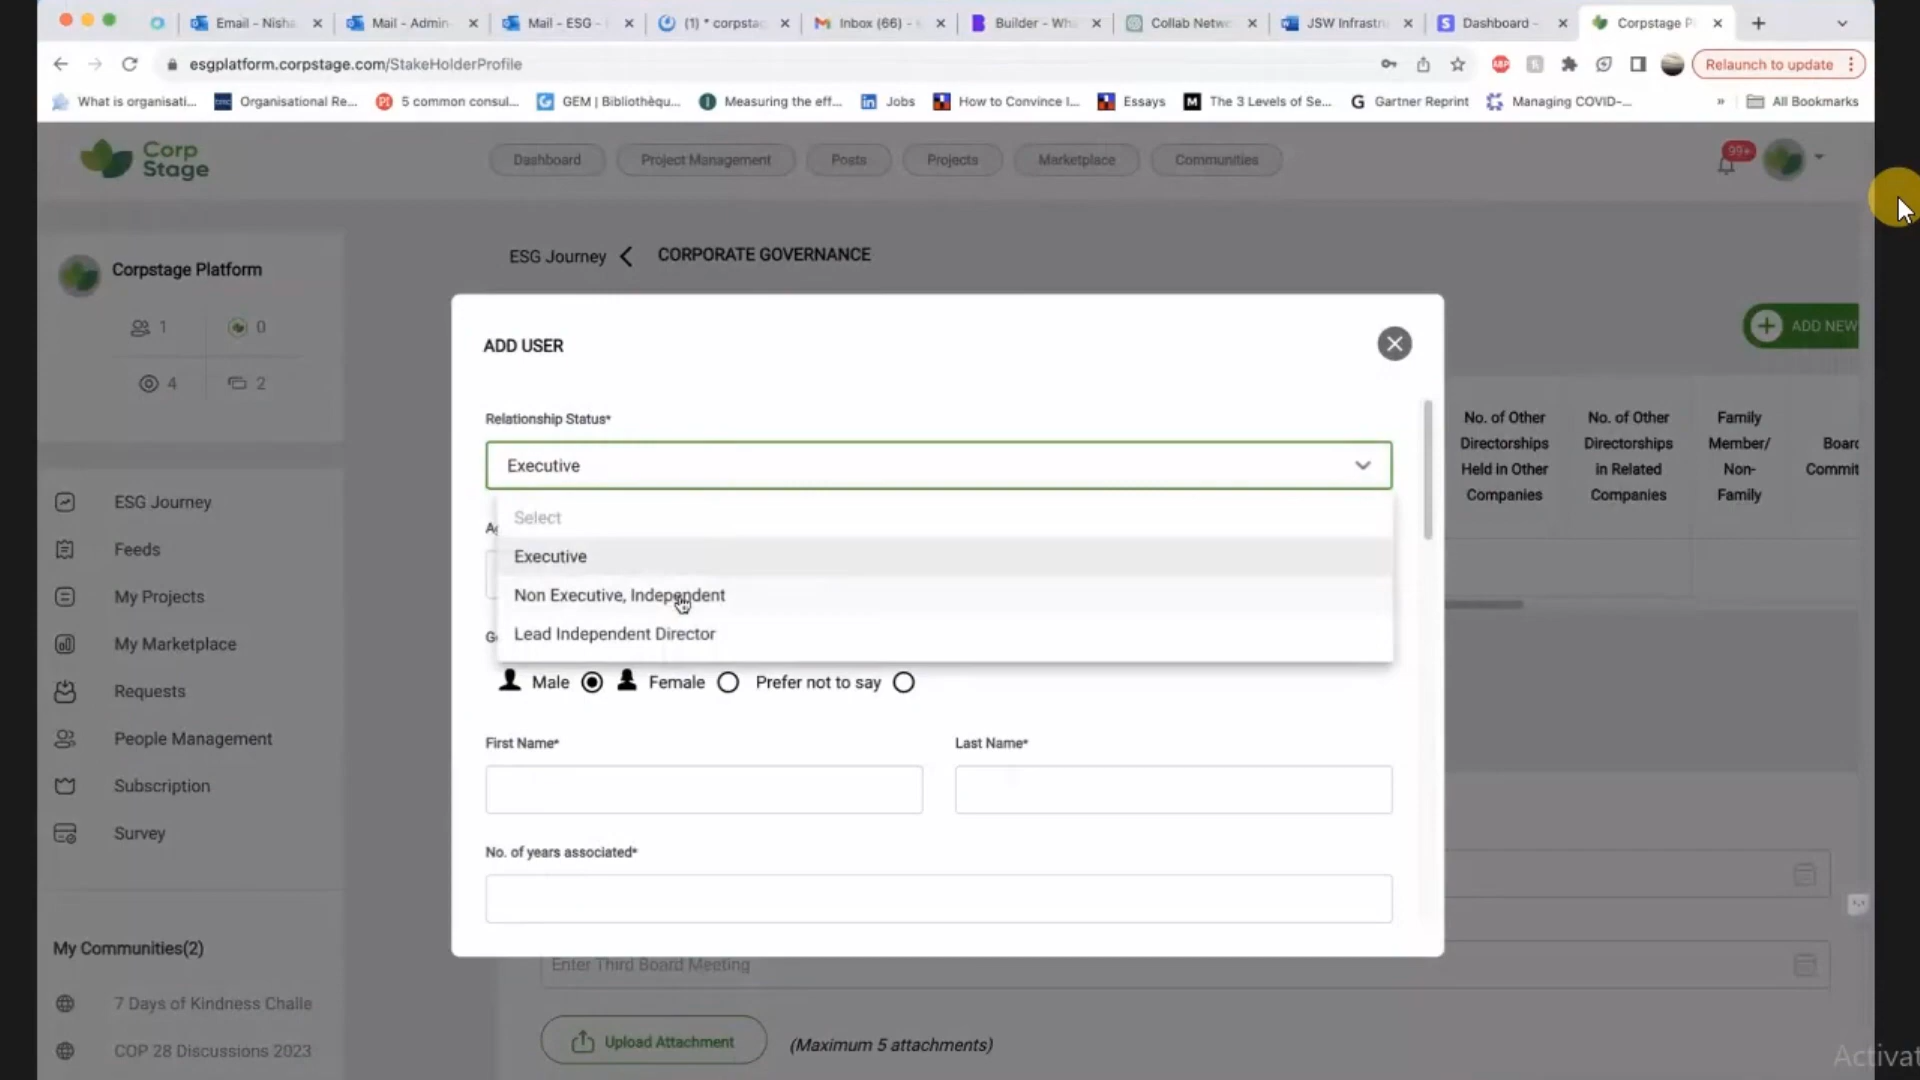 Email - Nisha
Mail - Admin
Mail - ESG -
(1) * corpstag
Inbox (66) -
Builder - Wha
Collab Netwo
JSW Infrastru
Dashboard -
Corpstage P
esgplatform.corpstage.com/StakeHolderProfile
ABP
Relaunch to update
What is organisati...
Organisational Re...
5 common consul...
GEM | Bibliothèqu...
Measuring the eff...
Jobs
How to Convince I...
Essays
The 3 Levels of Se...
Gartner Reprint
Managing COVID-...
»
All Bookmarks
Corp
Stage
Dashboard
Project Management
Posts
Projects
Marketplace
Communities
99+
Corpstage Platform
1
0
4
2
ESG Journey
CORPORATE GOVERNANCE
ADD NEW
ADD USER
Relationship Status*
Executive
Select
Executive
Non Executive, Independent
Lead Independent Director
Male
Female
Prefer not to say
First Name*
Last Name*
No. of years associated*
No. of Other
Directorships
Held in Other
Companies
No. of Other
Directorships
in Related
Companies
Family
Member/
Non-
Family
Board
Commit
ESG Journey
Feeds
My Projects
My Marketplace
Requests
People Management
Subscription
Survey
My Communities(2)
7 Days of Kindness Challe
COP 28 Discussions 2023
Enter Third Board Meeting
Upload Attachment
(Maximum 5 attachments)
Activat